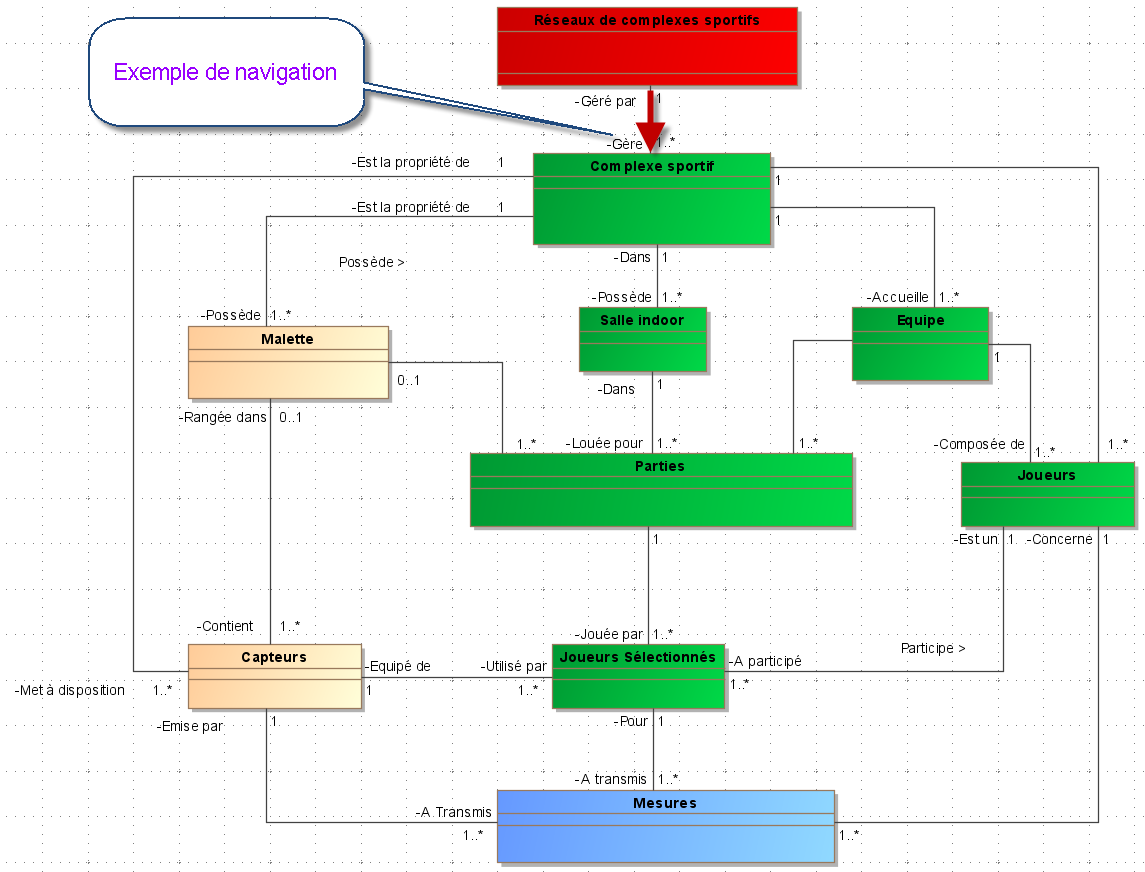 Réseaux de complexes sportifs
Exemple de navigation
-Géré par
1
-Gère
1..*
-Est la propriété de
1
Complexe sportif
1
-Est la propriété de
1
1
-Dans
1
Possède >
-Possède
1..*
-Accueille
1..*
-Possède
1..*
Salle indoor
Equipe
Malette
1
0..1
-Dans
1
-Rangée dans
0..1
1..*
-Louée pour
1..*
1..*
-Composée de
1..*
1..*
Parties
Joueurs
1
-Est un
1
-Concerne
1
-Contient
1..*
-Jouée par
1..*
Participe >
Capteurs
-Equipé de
-Utilisé par
Joueurs Sélectionnés
-A participé
-Met à disposition
1..*
1
1..*
1..*
-Emise par
1
-Pour
1
-A transmis
1..*
Mesures
-A Transmis
1..*
1..*